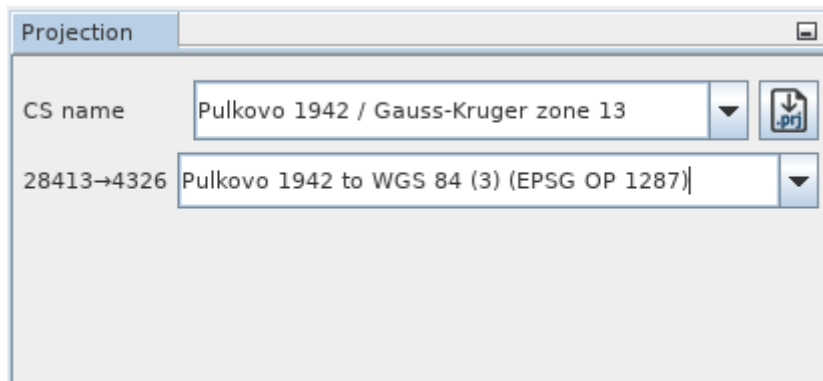 Projection
CS name Pulkovo 1942 / Gauss-Kruger zone 13
.prj
28413→4326 Pulkovo 1942 to WGS 84 (3) (EPSG OP 1287)